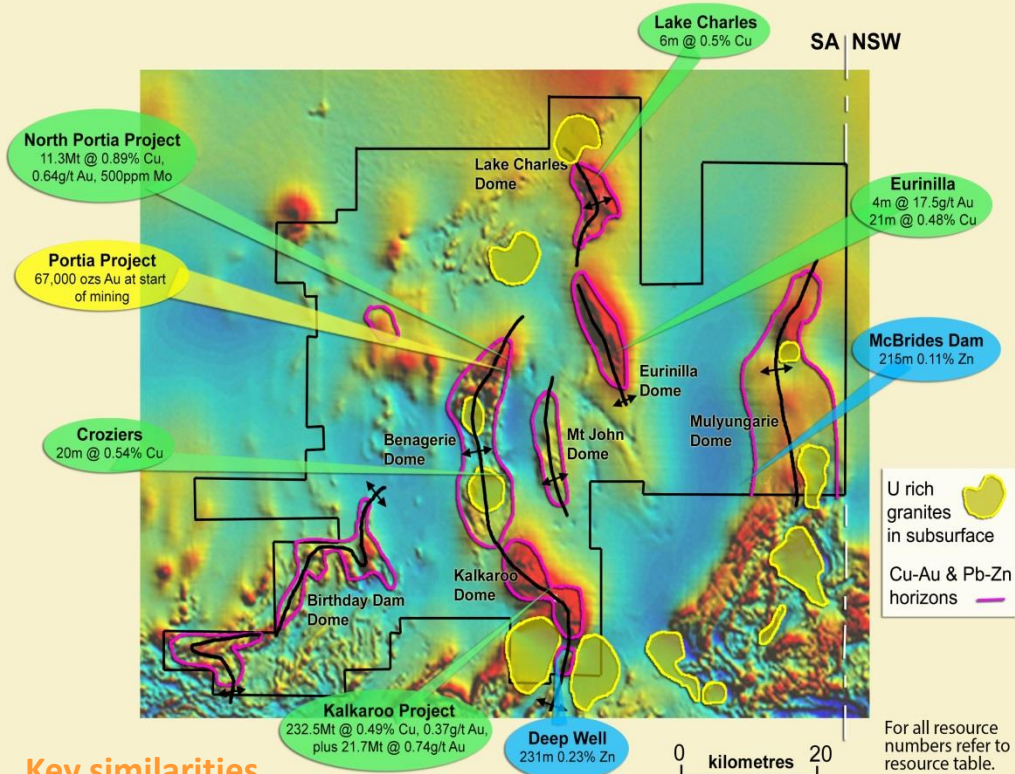 Lake Charles
6m @ 0.5% Cu
SA NSW
North Portia Project
11.3Mt @ 0.89% Cu,
0.64g/t Au, 500ppm Mo
Lake Charles
Dome
Eurinilla
4m @ 17.5g/t Au
21m @ 0.48% Cu
Portia Project
67,000 ozs Au at start
of mining
McBrides Dam
215m 0.11% Zn
Eurinilla
Dome
Croziers
20m @ 0.54% Cu
Benagerie
Dome
Mt John
Dome
Mulyungarie
Dome
U rich
granites
in subsurface
Cu-Au & Pb-Zn
horizons
Kalkaroo
Dome
Birthday Dam
Dome
Kalkaroo Project
232.5Mt @ 0.49% Cu, 0.37g/t Au,
plus 21.7Mt @ 0.74g/t Au
Deep Well
231m 0.23% Zn
0 kilometres 20
For all resource
numbers refer to
resource table.
Key similarities